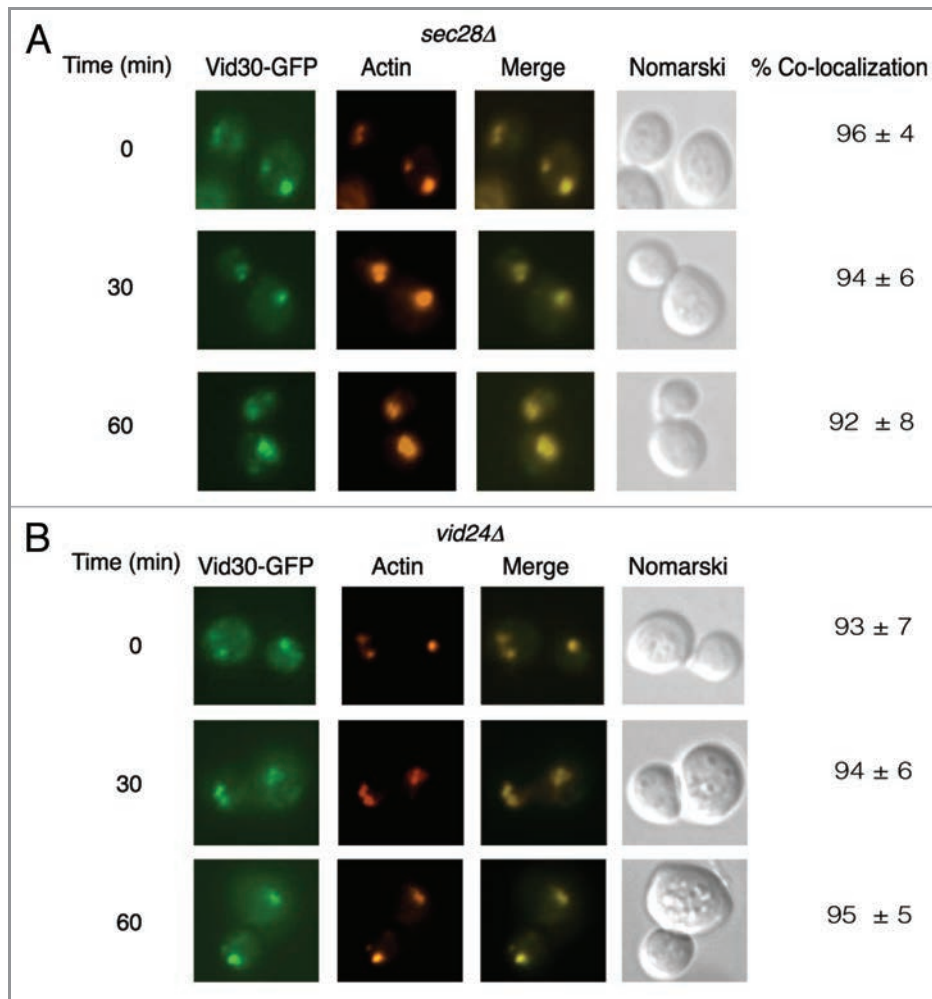 A
sec28Δ
Time (min) Vid30-GFP Actin Merge Nomarski % Co-localization
0 96 ± 4
30 94 ± 6
60 92 ± 8
B
vid24Δ
Time (min) Vid30-GFP Actin Merge Nomarski
0 93 ± 7
30 94 ± 6
60 95 ± 5